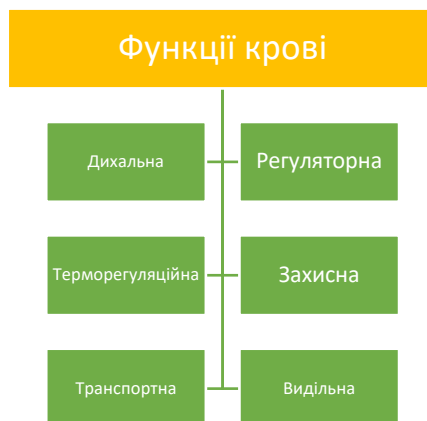 Функції крові
Дихальна
Регуляторна
Терморегуляційна
Захисна
Транспортна
Видільна